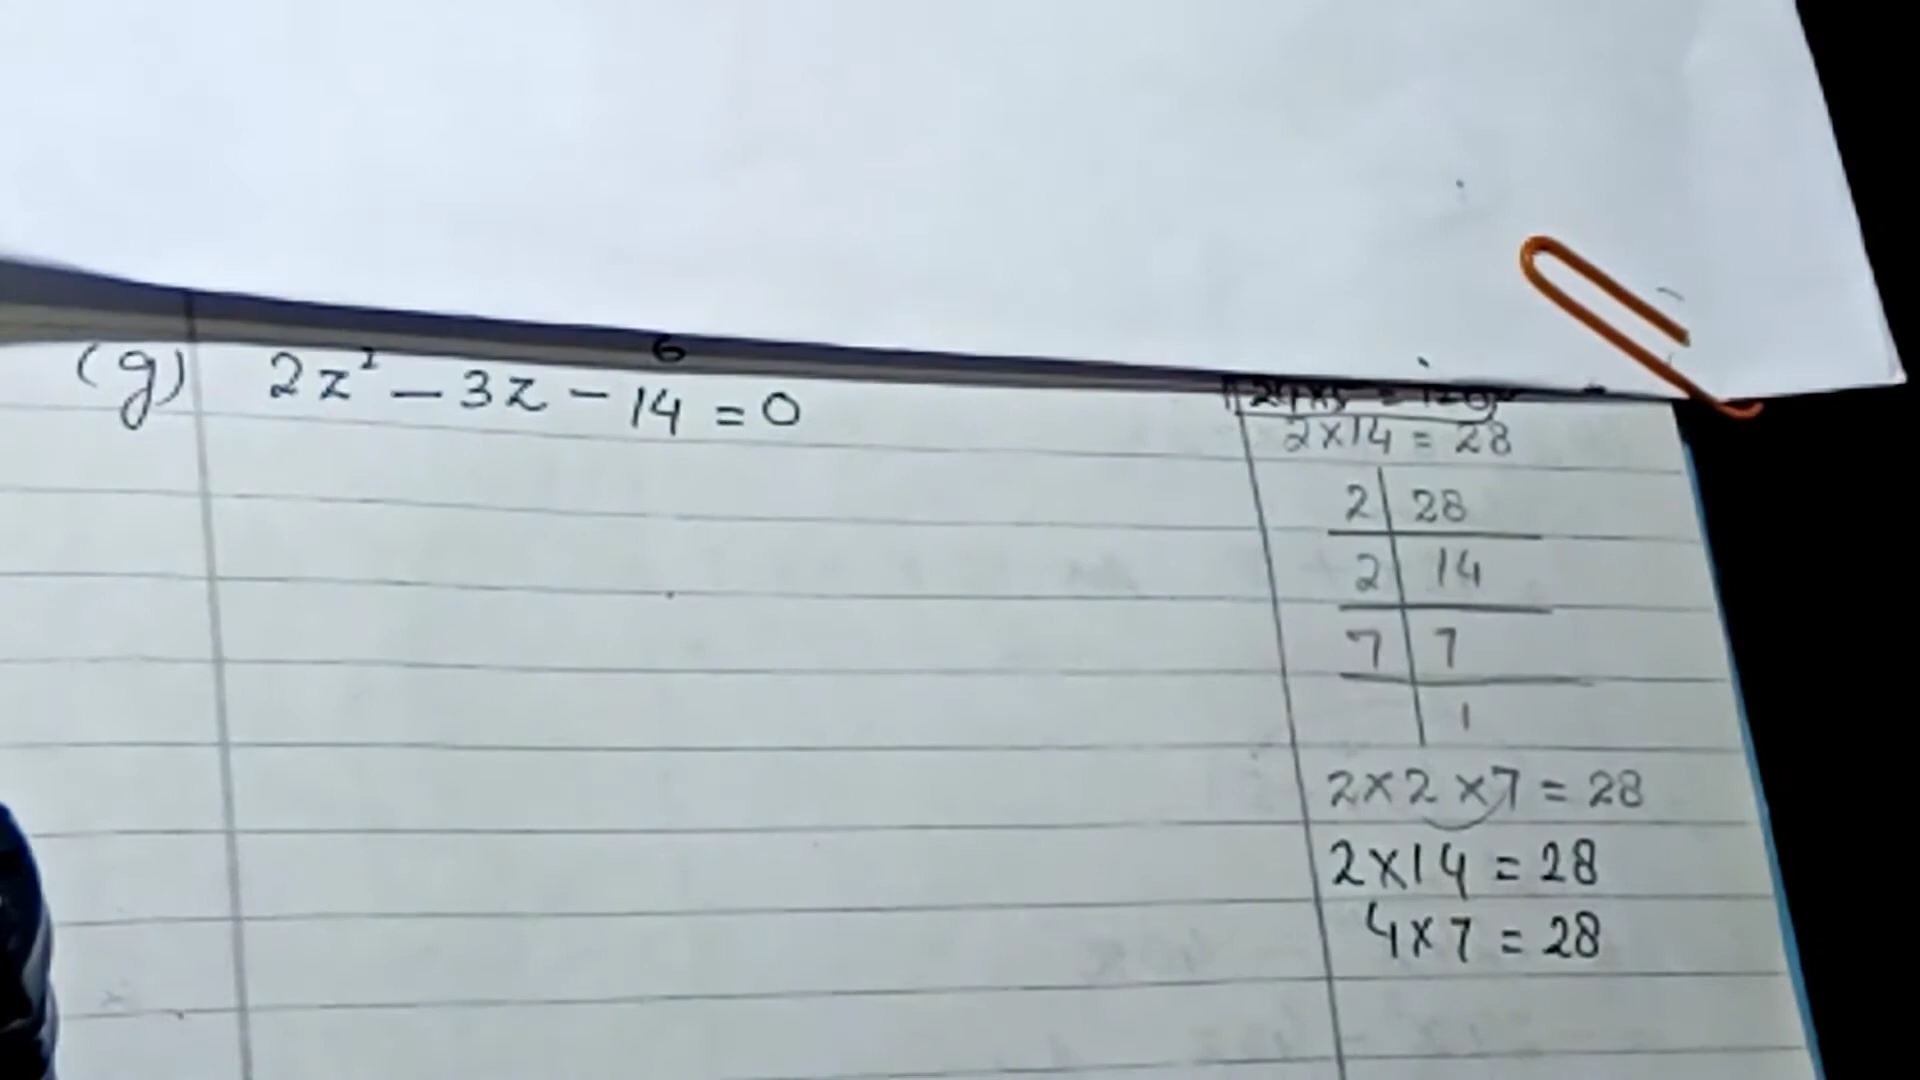 (g) 2z² - 3z - 14 = 0
2×14 = 28
2 | 28
2 | 14
7 | 7
1
2×2×7 = 28
2×14 = 28
4×7 = 28